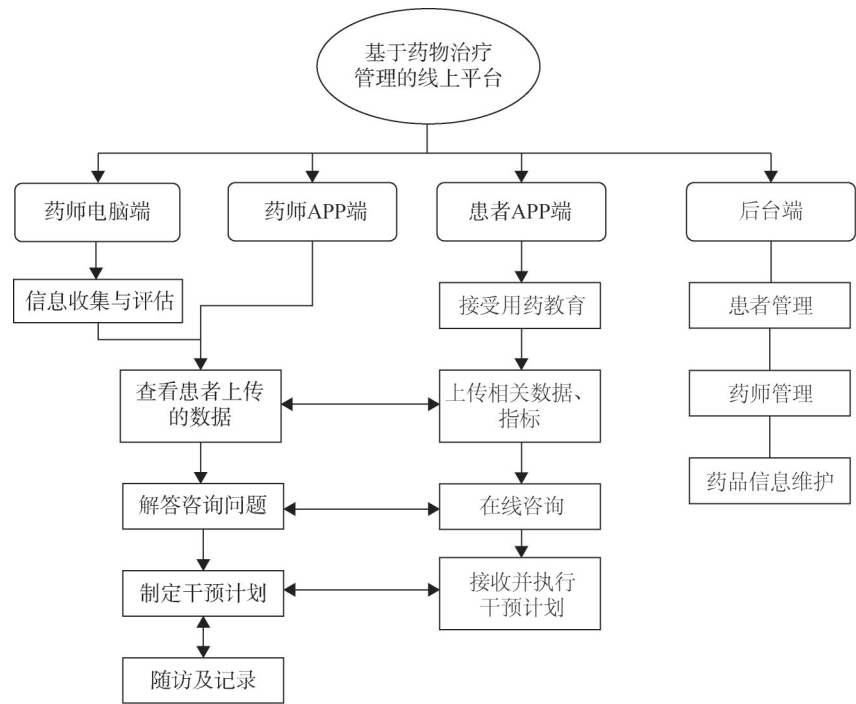 基于药物治疗
管理的线上平台
药师电脑端
药师APP端
患者APP端
后台端
信息收集与评估
接受用药教育
患者管理
查看患者上传
的数据
上传相关数据、
指标
药师管理
解答咨询问题
在线咨询
药品信息维护
制定干预计划
接收并执行
干预计划
随访及记录